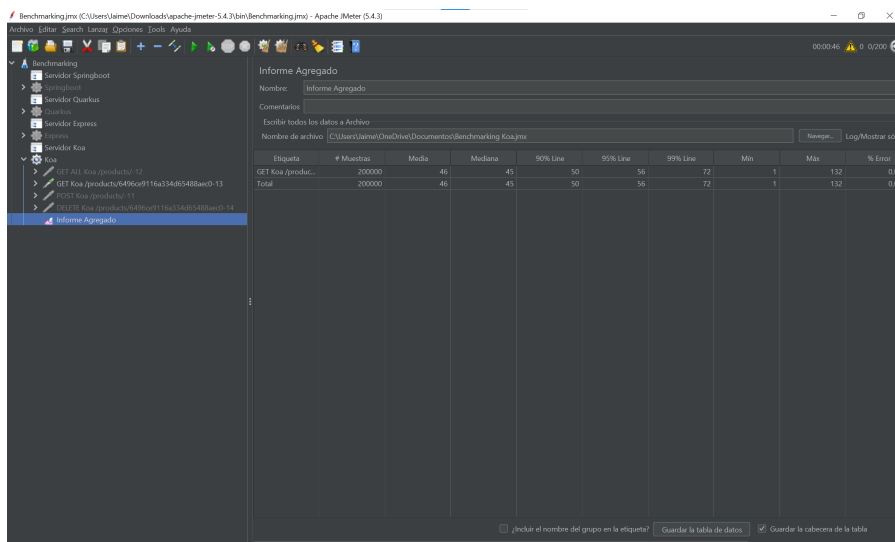 Benchmarking.jmx (C:\Users\Jaime\Downloads\apache-jmeter-5.4.3\bin\Benchmarking.jmx) - Apache JMeter (5.4.3)
Archivo Editar Search Lanzar Opciones Tools Ayuda
00:00:46 0 0/200
Benchmarking
Servidor Springboot
Springboot
Servidor Quarkus
Quarkus
Servidor Express
Express
Servidor Koa
Koa
GET ALL Koa /products/-12
GET Koa /products/6496ce9116a334d65488aec0-13
POST Koa /products/-11
DELETE Koa /products/6496ce9116a334d65488aec0-14
Informe Agregado
Informe Agregado
Nombre: Informe Agregado
Comentarios
Escribir todos los datos a Archivo
Nombre de archivo C:\Users\Jaime\OneDrive\Documentos\Benchmarking Koa.jmx Navegar... Log/Mostrar só
Etiqueta # Muestras Media Mediana 90% Line 95% Line 99% Line Mín Máx % Error
GET Koa /produc... 200000 46 45 50 56 72 1 132 0,
Total 200000 46 45 50 56 72 1 132 0,
¿Incluir el nombre del grupo en la etiqueta? Guardar la tabla de datos Guardar la cabecera de la tabla